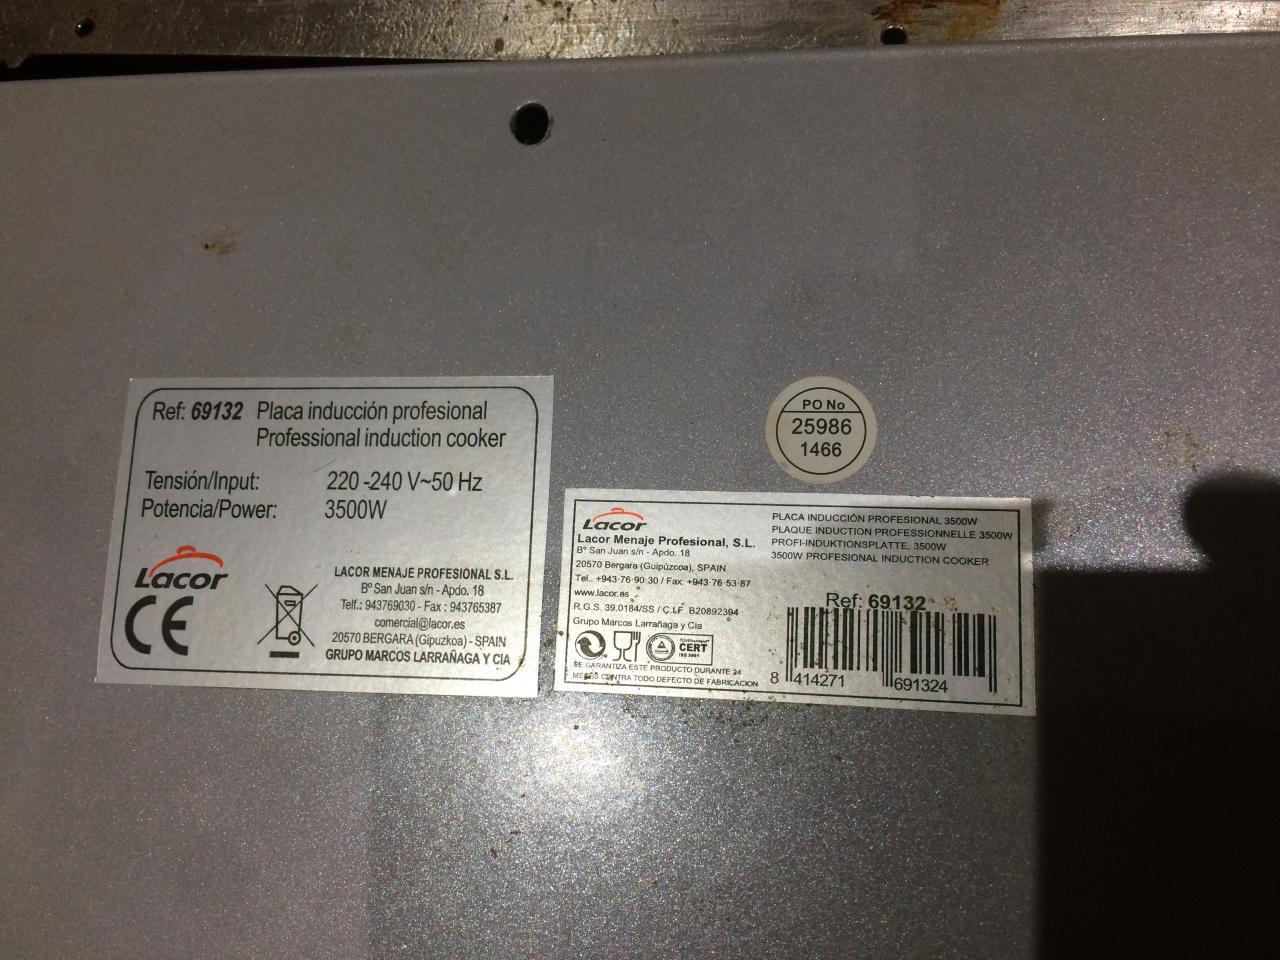 Ref: 69132 Placa inducción profesional
Professional induction cooker
Tensión/Input: 220 -240 V~50 Hz
Potencia/Power: 3500W
Lacor
CE
LACOR MENAJE PROFESIONAL S.L.
Bº San Juan s/n - Apdo. 18
Telf.: 943769030 - Fax : 943765387
comercial@lacor.es
20570 BERGARA (Gipuzkoa) - SPAIN
GRUPO MARCOS LARRAÑAGA Y CIA
PO No
25986
1466
Lacor
Lacor Menaje Profesional, S.L.
Bº San Juan s/n - Apdo. 18
20570 Bergara (Guipúzcoa), SPAIN
Tel.. +943-76-90-30 / Fax: +943-76-53-87
www.lacor.es
R.G.S. 39.0184/SS / C.I.F B20892394
Grupo Marcos Larrañaga y Cia
CERT
ISO 9001
SE GARANTIZA ESTE PRODUCTO DURANTE 24
MESES CONTRA TODO DEFECTO DE FABRICACION
PLACA INDUCCIÓN PROFESIONAL 3500W
PLAQUE INDUCTION PROFESSIONNELLE 3500W
PROFI-INDUKTIONSPLATTE, 3500W
3500W PROFESIONAL INDUCTION COOKER
Ref: 69132
8 414271 691324